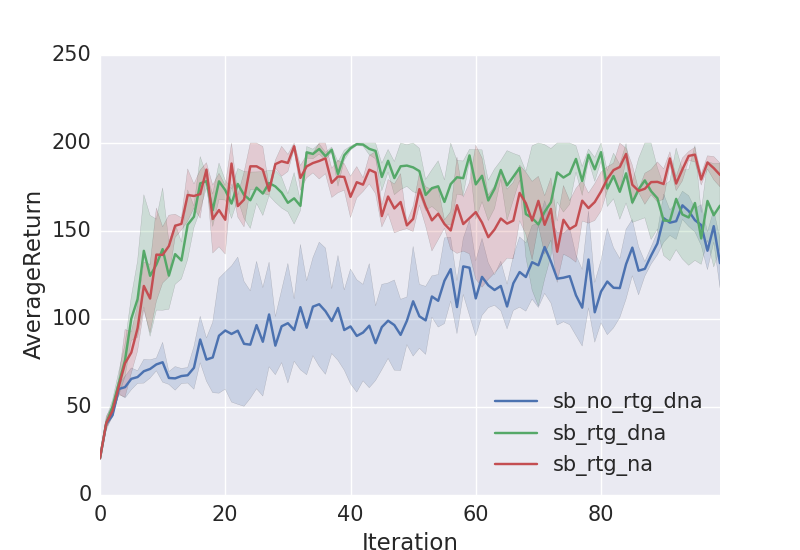 250
200
150
100
50
0
AverageReturn
sb_no_rtg_dna
sb_rtg_dna
sb_rtg_na
0 20 40 60 80
Iteration